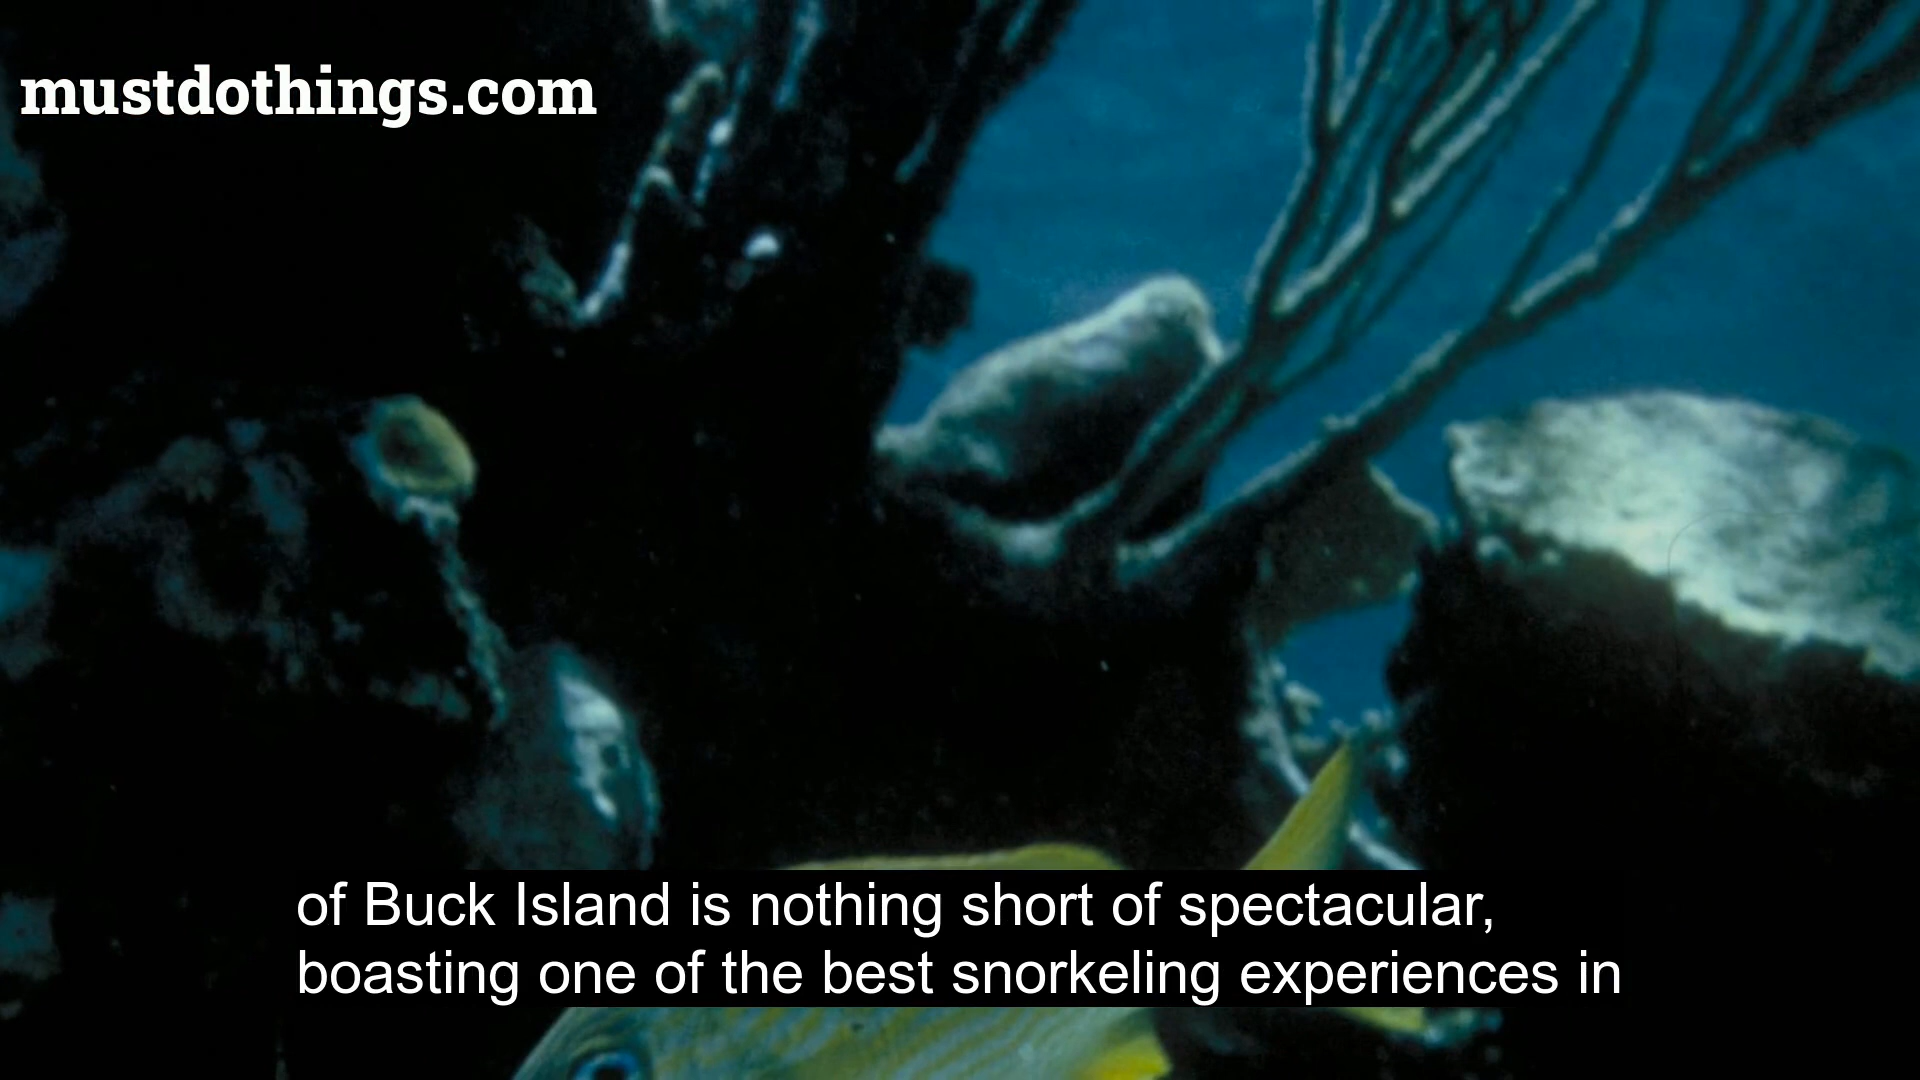 mustdothings.com
of Buck Island is nothing short of spectacular,
boasting one of the best snorkeling experiences in